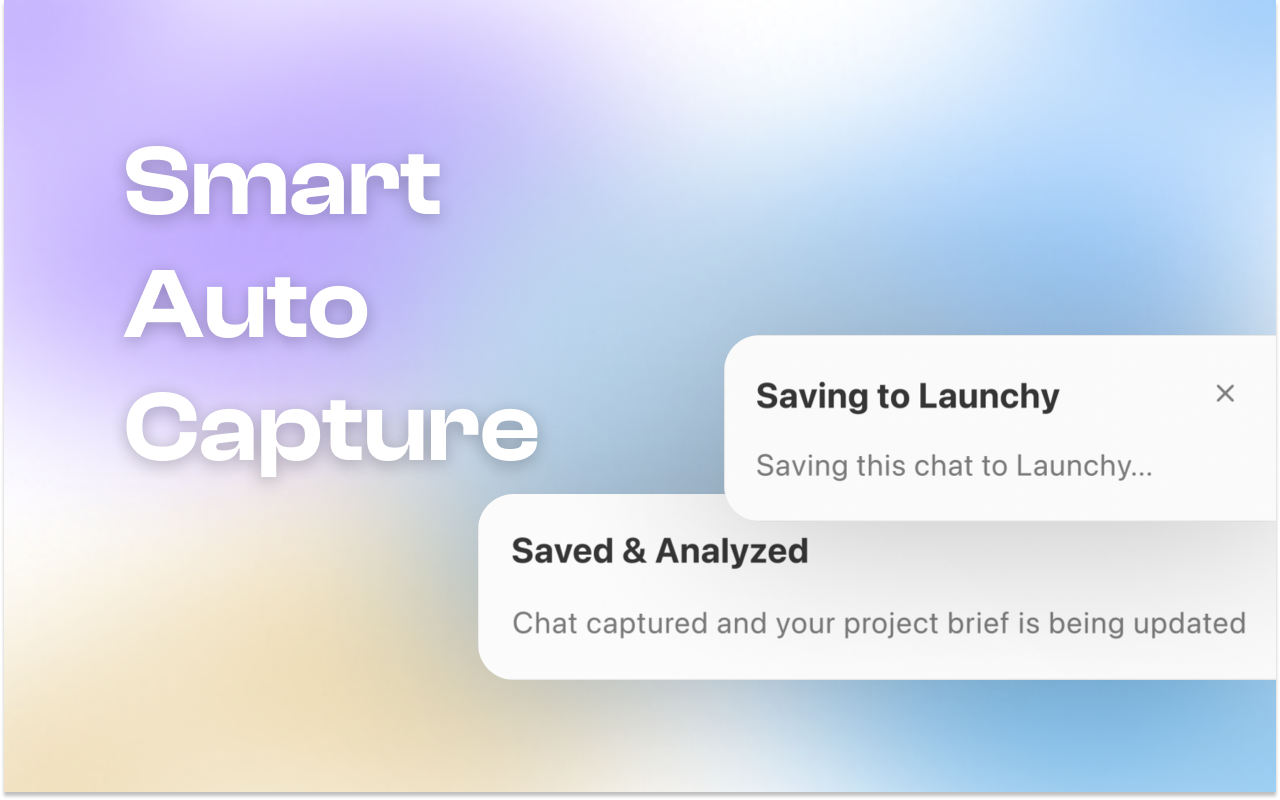 Smart
Auto
Capture
Saving to Launchy
Saving this chat to Launchy...
Saved & Analyzed
Chat captured and your project brief is being updated